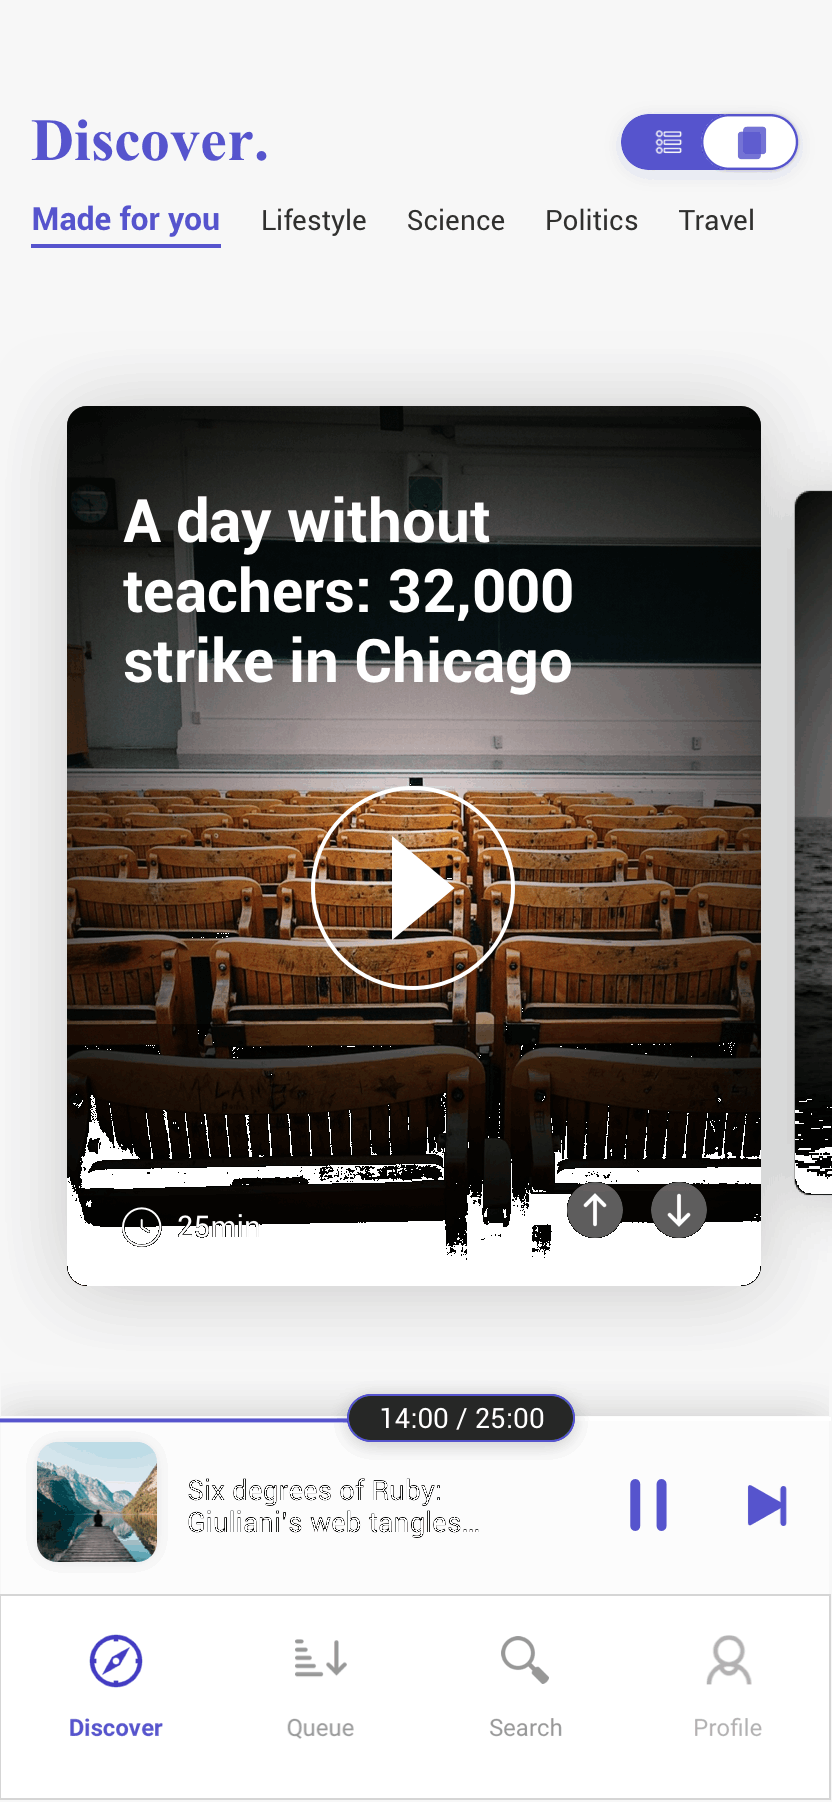 Discover.
Made for you Lifestyle Science Politics Travel
A day without
teachers: 32,000
strike in Chicago
25min
14:00 / 25:00
Six degrees of Ruby:
Giuliani's web tangles...
Discover Queue Search Profile